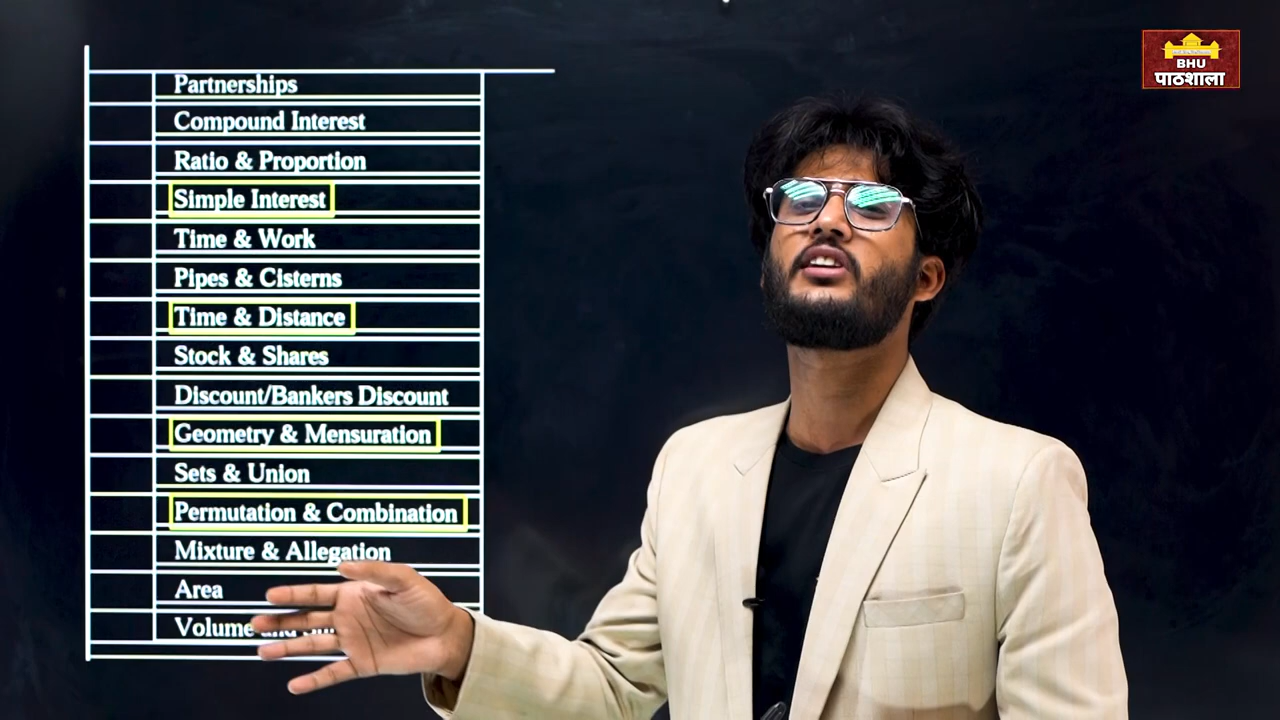 BHU
पाठशाला
Partnerships
Compound Interest
Ratio & Proportion
Simple Interest
Time & Work
Pipes & Cisterns
Time & Distance
Stock & Shares
Discount/Bankers Discount
Geometry & Mensuration
Sets & Union
Permutation & Combination
Mixture & Allegation
Area
Volume and